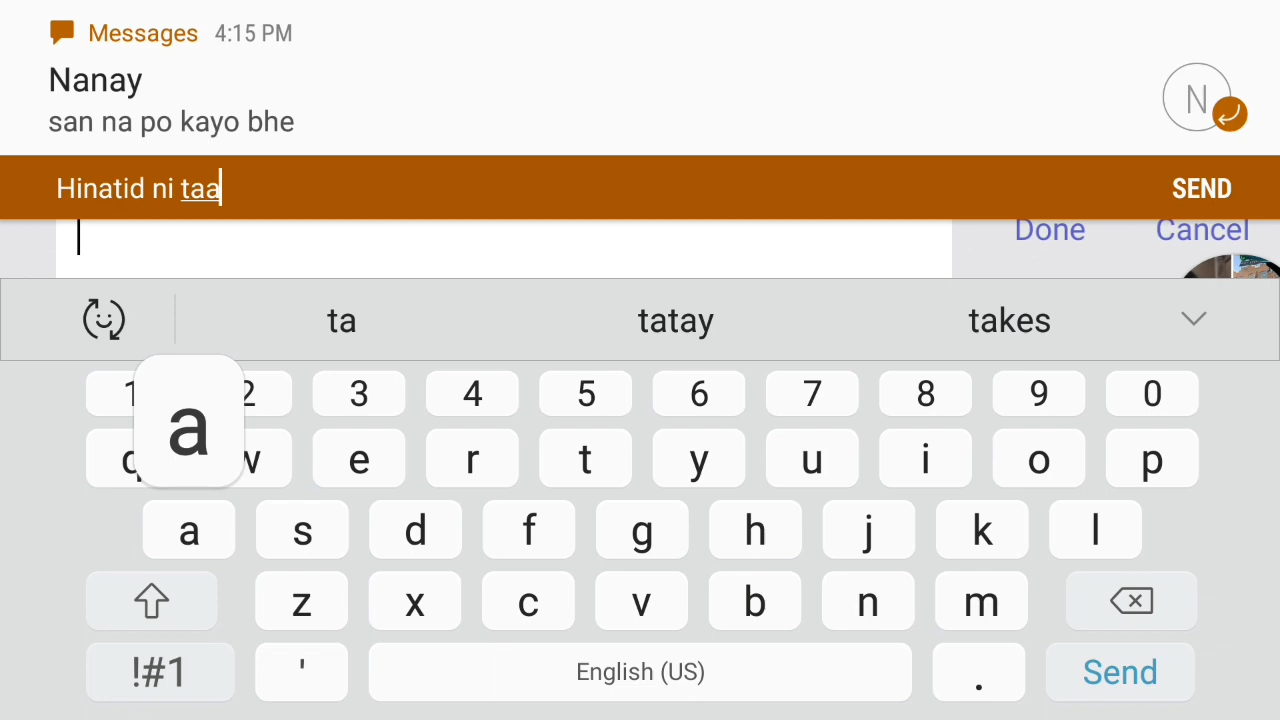 Messages 4:15 PM
Nanay
N
san na po kayo bhe
Hinatid ni taa
SEND
Done Cancel
ta tatay takes
1 2 3 4 5 6 7 8 9 0
a
q w e r t y u i o p
a s d f g h j k l
z x c v b n m
!#1 ' English (US) . Send